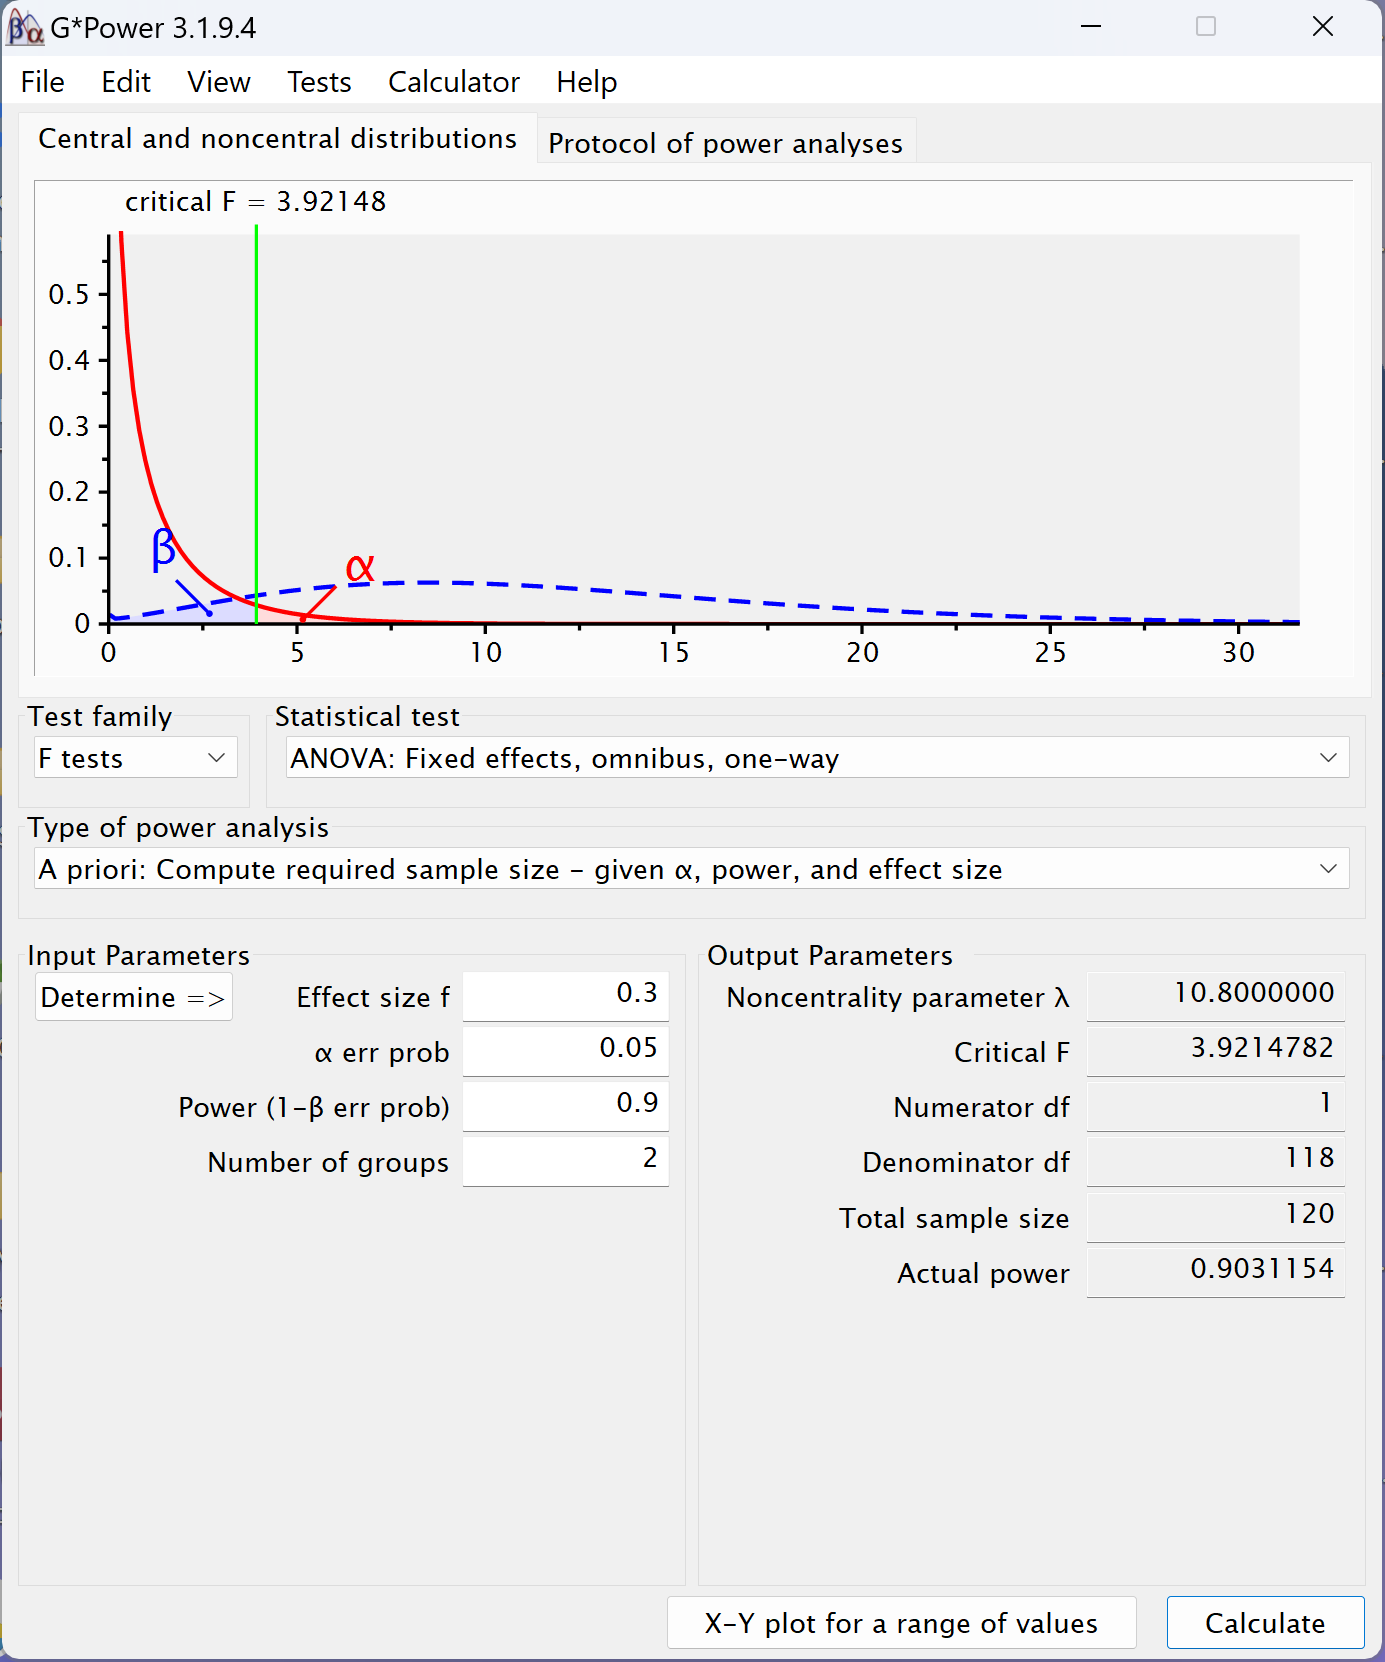 G*Power 3.1.9.4
File Edit View Tests Calculator Help
Central and noncentral distributions Protocol of power analyses
critical F = 3.92148
0.5
0.4
0.3
0.2
0.1
0
β
α
0 5 10 15 20 25 30
Test family Statistical test
F tests ANOVA: Fixed effects, omnibus, one-way
Type of power analysis
A priori: Compute required sample size - given α, power, and effect size
Input Parameters Output Parameters
Determine => Effect size f 0.3 Noncentrality parameter λ 10.8000000
α err prob 0.05 Critical F 3.9214782
Power (1-β err prob) 0.9 Numerator df 1
Number of groups 2 Denominator df 118
Total sample size 120
Actual power 0.9031154
X-Y plot for a range of values Calculate